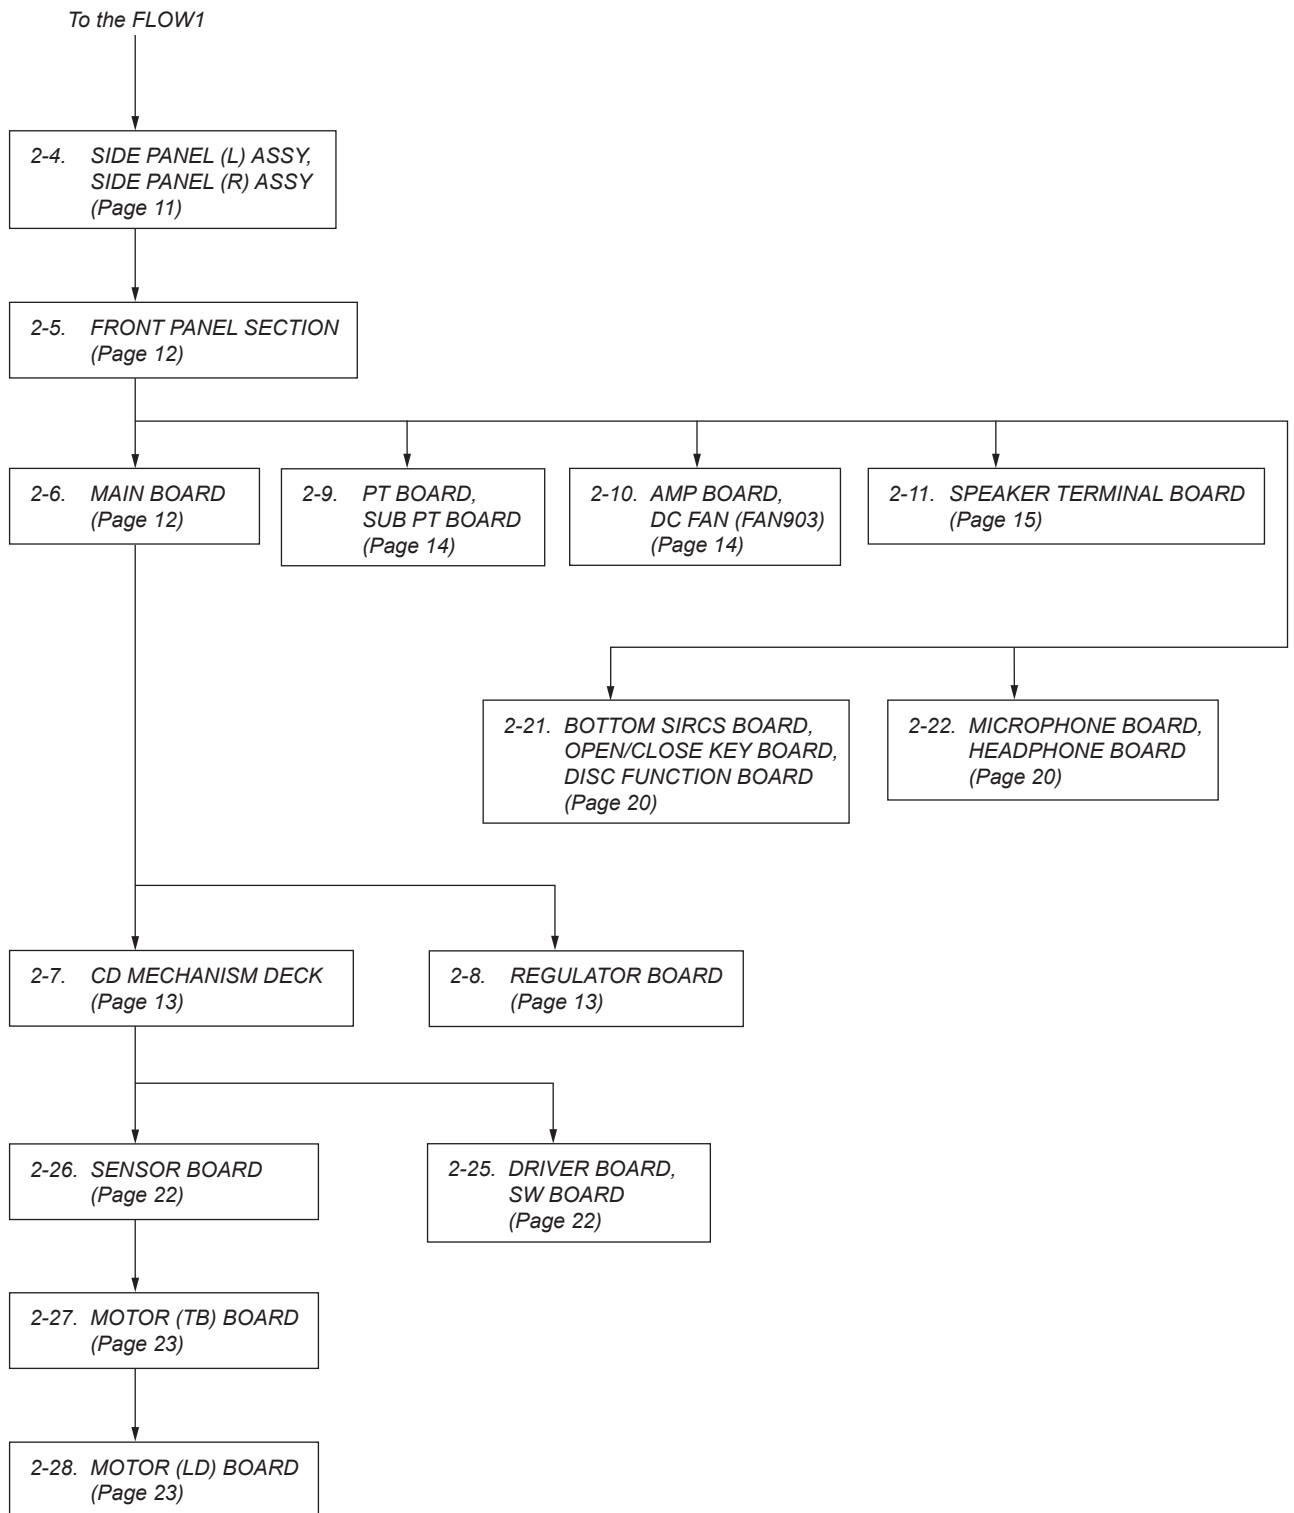 To the FLOW1
2-4. SIDE PANEL (L) ASSY,
SIDE PANEL (R) ASSY
(Page 11)
2-5. FRONT PANEL SECTION
(Page 12)
2-6. MAIN BOARD
(Page 12)
2-9. PT BOARD,
SUB PT BOARD
(Page 14)
2-10. AMP BOARD,
DC FAN (FAN903)
(Page 14)
2-11. SPEAKER TERMINAL BOARD
(Page 15)
2-21. BOTTOM SIRCS BOARD,
OPEN/CLOSE KEY BOARD,
DISC FUNCTION BOARD
(Page 20)
2-22. MICROPHONE BOARD,
HEADPHONE BOARD
(Page 20)
2-7. CD MECHANISM DECK
(Page 13)
2-8. REGULATOR BOARD
(Page 13)
2-26. SENSOR BOARD
(Page 22)
2-25. DRIVER BOARD,
SW BOARD
(Page 22)
2-27. MOTOR (TB) BOARD
(Page 23)
2-28. MOTOR (LD) BOARD
(Page 23)